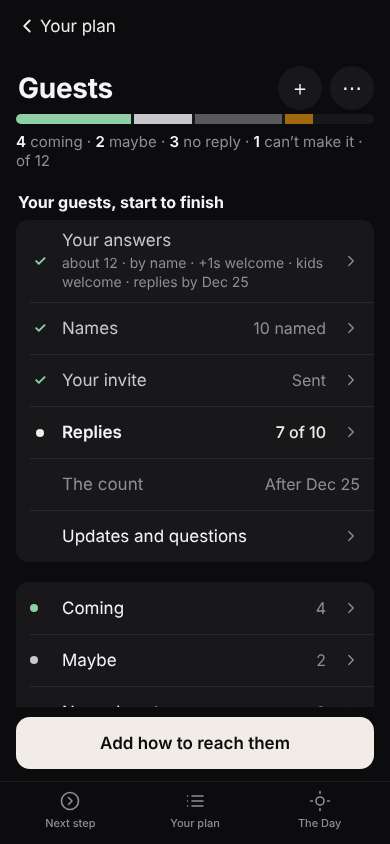 Your plan
Guests
4 coming · 2 maybe · 3 no reply · 1 can’t make it ·
of 12
Your guests, start to finish
Your answers
about 12 · by name · +1s welcome · kids
welcome · replies by Dec 25
Names 10 named
Your invite Sent
Replies 7 of 10
The count After Dec 25
Updates and questions
Coming 4
Maybe 2
Add how to reach them
Next step Your plan The Day